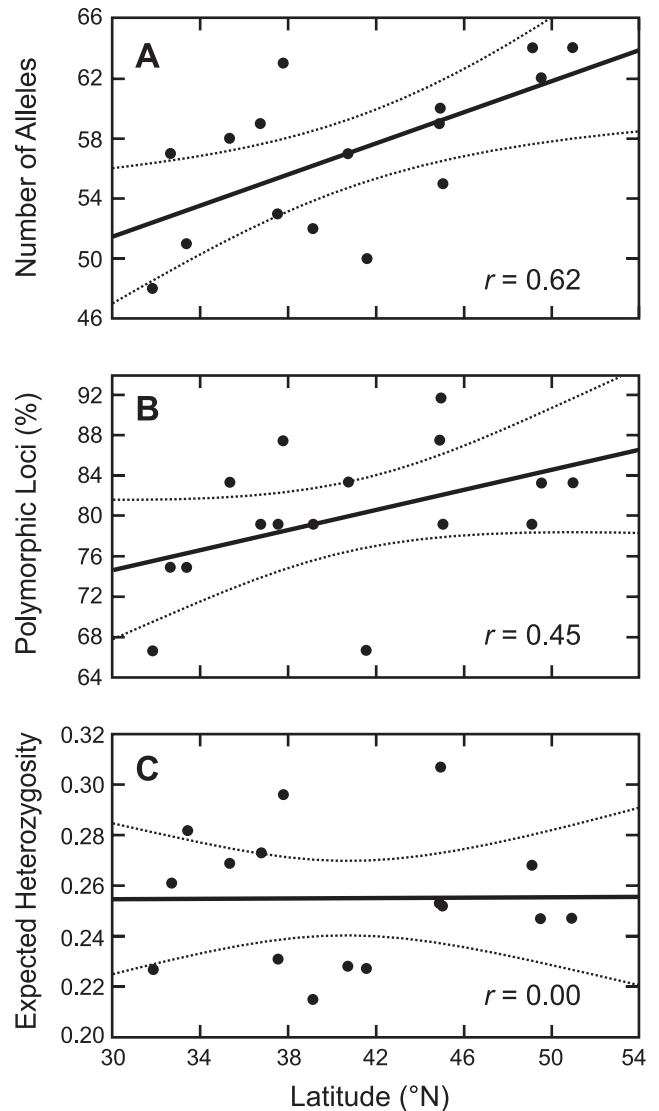 A
Number of Alleles
66
62
58
54
50
46
r = 0.62
B
Polymorphic Loci (%)
92
88
84
80
76
72
68
64
r = 0.45
C
Expected Heterozygosity
0.32
0.30
0.28
0.26
0.24
0.22
0.20
r = 0.00
30 34 38 42 46 50 54
Latitude (°N)